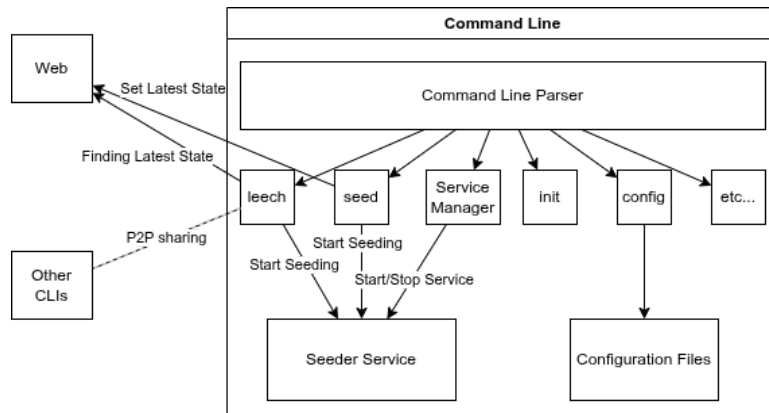 Command Line
Web
Command Line Parser
Set Latest State
Finding Latest State
leech
seed
Service
Manager
init
config
etc...
P2P sharing
Start Seeding
Start Seeding
Start/Stop Service
Other
CLIs
Seeder Service
Configuration Files